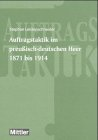 Stephan Leistenschneider
Auftragstaktik im
preußisch-deutschen Heer
1871 bis 1914
Mittler